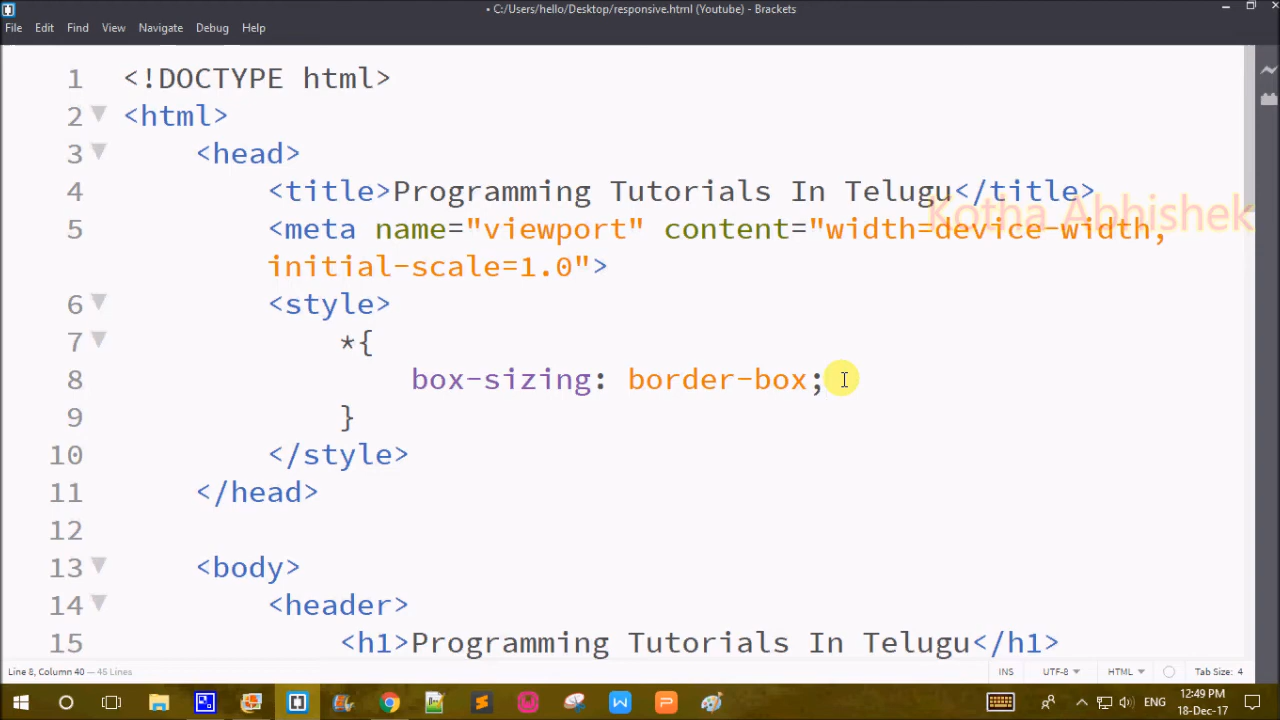 • C:/Users/hello/Desktop/responsive.html (Youtube) - Brackets
File Edit Find View Navigate Debug Help
1 <!DOCTYPE html>
2 <html>
3 <head>
4 <title>Programming Tutorials In Telugu</title>
Kotha Abhishek
5 <meta name="viewport" content="width=device-width,
initial-scale=1.0">
6 <style>
7 *{
8 box-sizing: border-box;
9 }
10 </style>
11 </head>
12
13 <body>
14 <header>
15 <h1>Programming Tutorials In Telugu</h1>
Line 8, Column 40 — 45 Lines INS UTF-8 HTML Tab Size: 4
ENG 12:49 PM
18-Dec-17